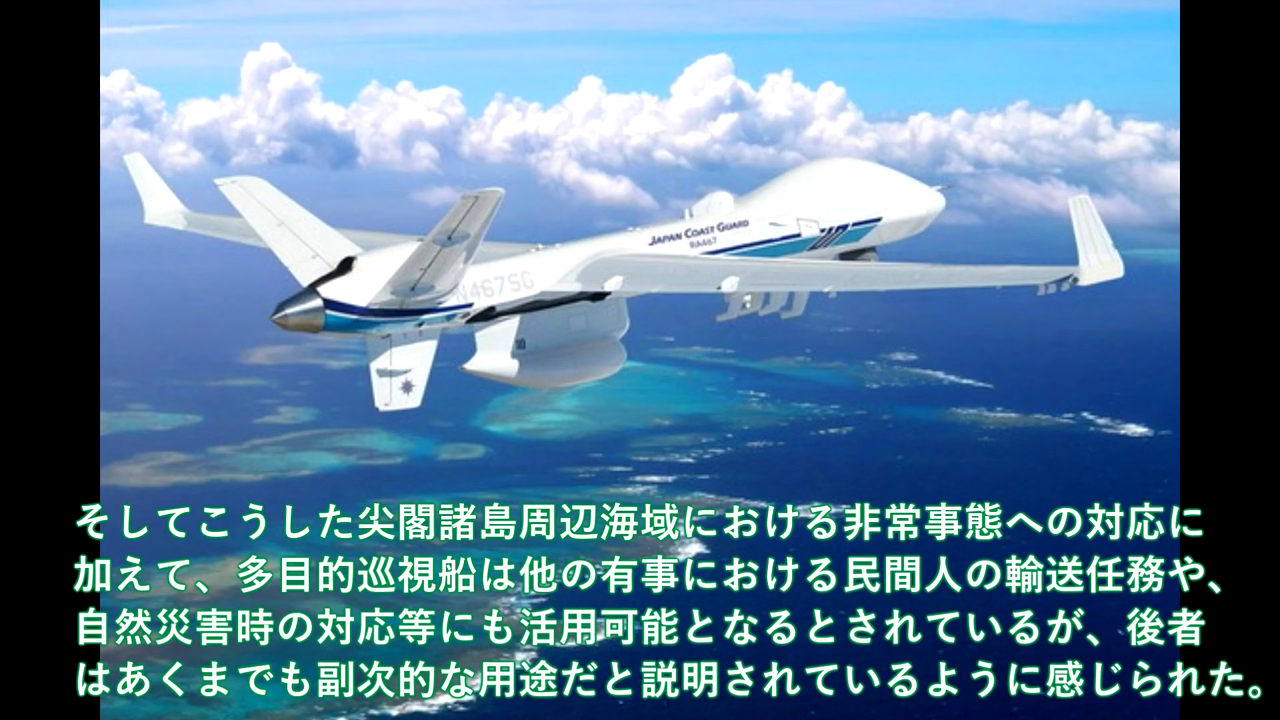 JAPAN COAST GUARD
RA467
N467SG
そしてこうした尖閣諸島周辺海域における非常事態への対応に
加えて、多目的巡視船は他の有事における民間人の輸送任務や、
自然災害時の対応等にも活用可能となるとされているが、後者
はあくまでも副次的な用途だと説明されているように感じられた。